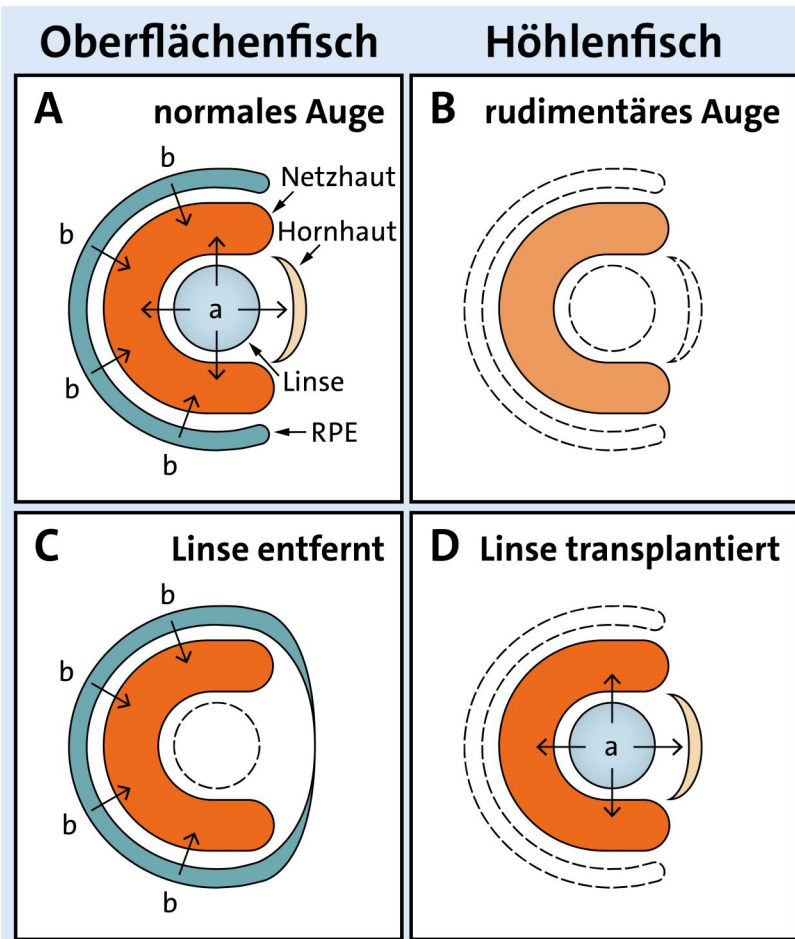 Oberflächenfisch
Höhlenfisch
A normales Auge
b
b
b
b
a
Netzhaut
Hornhaut
Linse
RPE
B rudimentäres Auge
C Linse entfernt
b
b
b
b
D Linse transplantiert
a